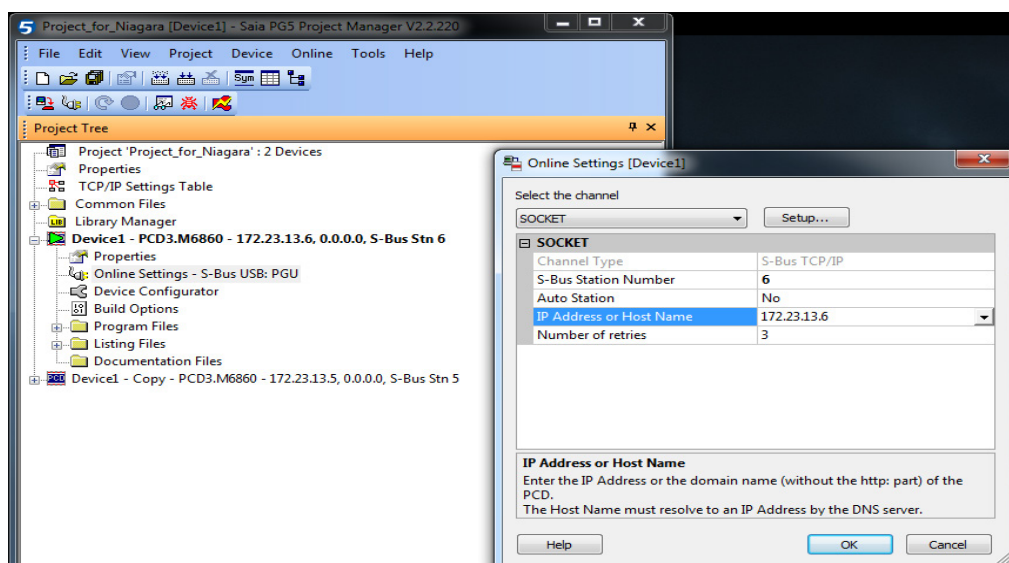 5 Project_for_Niagara [Device1] - Saia PG5 Project Manager V2.2.220
File Edit View Project Device Online Tools Help
Sym
Project Tree
Project 'Project_for_Niagara' : 2 Devices
Properties
TCP/IP Settings Table
Common Files
LIB Library Manager
Device1 - PCD3.M6860 - 172.23.13.6, 0.0.0.0, S-Bus Stn 6
Properties
Online Settings - S-Bus USB: PGU
Device Configurator
Build Options
Program Files
Listing Files
Documentation Files
PCD Device1 - Copy - PCD3.M6860 - 172.23.13.5, 0.0.0.0, S-Bus Stn 5
Online Settings [Device1]
Select the channel
SOCKET Setup...
SOCKET
Channel Type S-Bus TCP/IP
S-Bus Station Number 6
Auto Station No
IP Address or Host Name 172.23.13.6
Number of retries 3
IP Address or Host Name
Enter the IP Address or the domain name (without the http: part) of the
PCD.
The Host Name must resolve to an IP Address by the DNS server.
Help OK Cancel